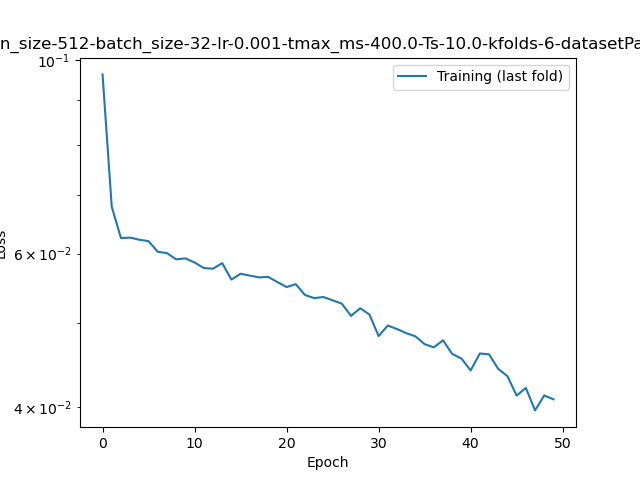 n_size-512-batch_size-32-lr-0.001-tmax_ms-400.0-Ts-10.0-kfolds-6-datasetPa
Training (last fold)
10⁻¹
6 × 10⁻²
4 × 10⁻²
Loss
0 10 20 30 40 50
Epoch